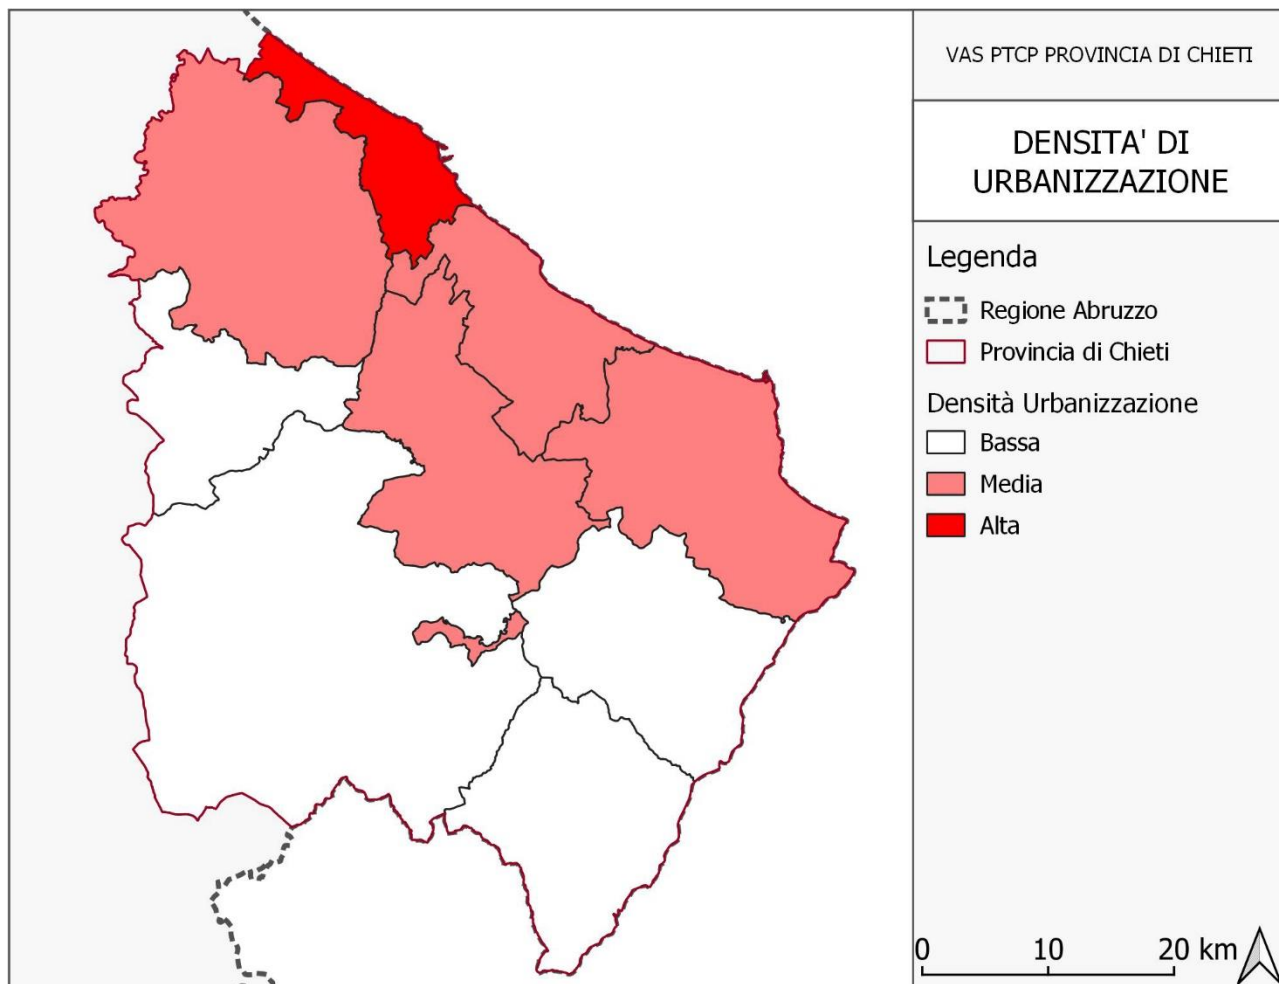 VAS PTCP PROVINCIA DI CHIETI
DENSITA' DI
URBANIZZAZIONE
Legenda
Regione Abruzzo
Provincia di Chieti
Densità Urbanizzazione
Bassa
Media
Alta
0 10 20 km